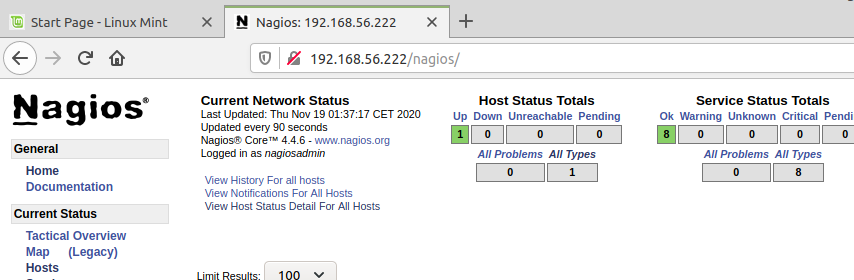 Start Page - Linux Mint
Nagios: 192.168.56.222
192.168.56.222/nagios/
Nagios®
General
Home
Documentation
Current Status
Tactical Overview
Map (Legacy)
Hosts
Current Network Status
Last Updated: Thu Nov 19 01:37:17 CET 2020
Updated every 90 seconds
Nagios® Core™ 4.4.6 - www.nagios.org
Logged in as nagiosadmin
View History For all hosts
View Notifications For All Hosts
View Host Status Detail For All Hosts
Limit Results: 100
Host Status Totals
Up Down Unreachable Pending
1 0 0 0
All Problems All Types
0 1
Service Status Totals
Ok Warning Unknown Critical Pendi
8 0 0 0 0
All Problems All Types
0 8